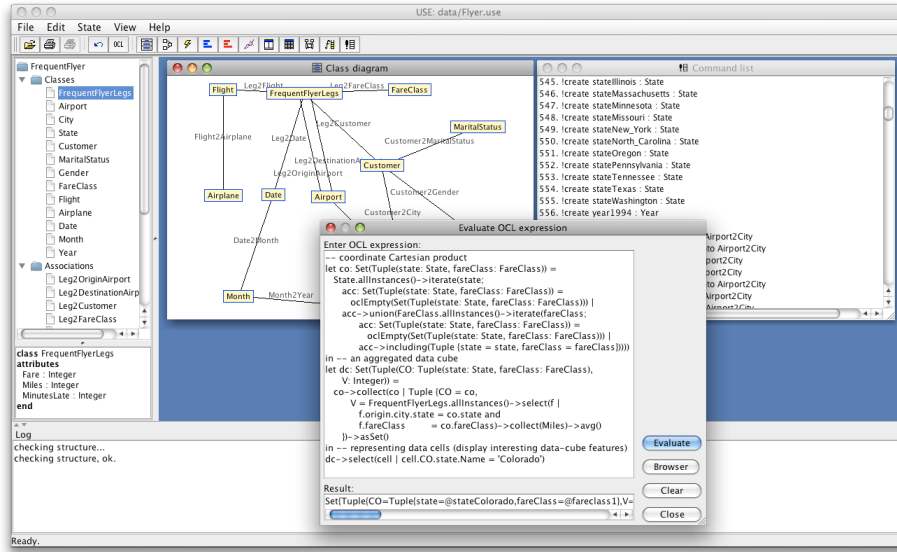 USE: data/Flyer.use
File Edit State View Help
OCL
FrequentFlyer
Classes
FrequentFlyerLegs
Airport
City
State
Customer
MaritalStatus
Gender
FareClass
Flight
Airplane
Date
Month
Year
Associations
Leg2OriginAirport
Leg2DestinationAirp
Leg2Customer
Leg2FareClass
class FrequentFlyerLegs
attributes
Fare : Integer
Miles : Integer
MinutesLate : Integer
end
Class diagram
Flight
Leg2Flight
FrequentFlyerLegs
Leg2FareClass
FareClass
Leg2Customer
MaritalStatus
Flight2Airplane
Leg2Date
Customer2MaritalStatus
Leg2DestinationA
Customer
Leg2OriginAirport
Airplane
Date
Airport
Customer2Gender
Customer2City
Date2Month
Month
Month2Year
Command list
545. !create stateIllinois : State
546. !create stateMassachusetts : State
547. !create stateMinnesota : State
548. !create stateMissouri : State
549. !create stateNew_York : State
550. !create stateNorth_Carolina : State
551. !create stateOregon : State
552. !create statePennsylvania : State
553. !create stateTennessee : State
554. !create stateTexas : State
555. !create stateWashington : State
556. !create year1994 : Year
Airport2City
to Airport2City
rport2City
rport2City
to Airport2City
Airport2City
Evaluate OCL expression
Enter OCL expression:
-- coordinate Cartesian product
let co: Set(Tuple(state: State, fareClass: FareClass)) =
State.allInstances()->iterate(state;
acc: Set(Tuple(state: State, fareClass: FareClass)) =
oclEmpty(Set(Tuple(state: State, fareClass: FareClass))) |
acc->union(FareClass.allInstances()->iterate(fareClass;
acc: Set(Tuple(state: State, fareClass: FareClass)) =
oclEmpty(Set(Tuple(state: State, fareClass: FareClass))) |
acc->including(Tuple {state = state, fareClass = fareClass}))))
in -- an aggregated data cube
let dc: Set(Tuple(CO: Tuple(state: State, fareClass: FareClass),
V: Integer)) =
co->collect(co | Tuple {CO = co,
V = FrequentFlyerLegs.allInstances()->select(f |
f.origin.city.state = co.state and
f.fareClass = co.fareClass)->collect(Miles)->avg()
})->asSet()
in -- representing data cells (display interesting data-cube features)
dc->select(cell | cell.CO.state.Name = 'Colorado')
Evaluate
Browser
Clear
Close
Result:
Set{Tuple{CO=Tuple{state=@stateColorado,fareClass=@fareclass1},V=
Log
checking structure...
checking structure, ok.
Ready.